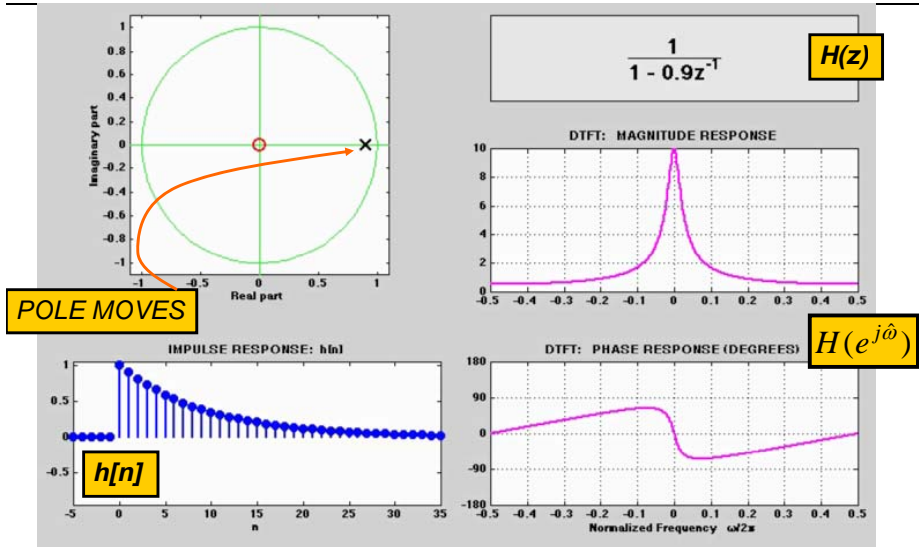 1
0.8
0.6
0.4
0.2
0
-0.2
-0.4
-0.6
-0.8
-1
Imaginary part
-1
-0.5
0
0.5
1
Real part
1
1 - 0.9z⁻¹
H(z)
POLE MOVES
DTFT: MAGNITUDE RESPONSE
10
8
6
4
2
0
-0.5 -0.4 -0.3 -0.2 -0.1 0 0.1 0.2 0.3 0.4 0.5
IMPULSE RESPONSE: h[n]
1
0.5
0
-0.5
-5 0 5 10 15 20 25 30 35
n
h[n]
DTFT: PHASE RESPONSE (DEGREES)
H(e^{jω̂})
180
90
0
-90
-180
-0.5 -0.4 -0.3 -0.2 -0.1 0 0.1 0.2 0.3 0.4 0.5
Normalized Frequency ω/2π